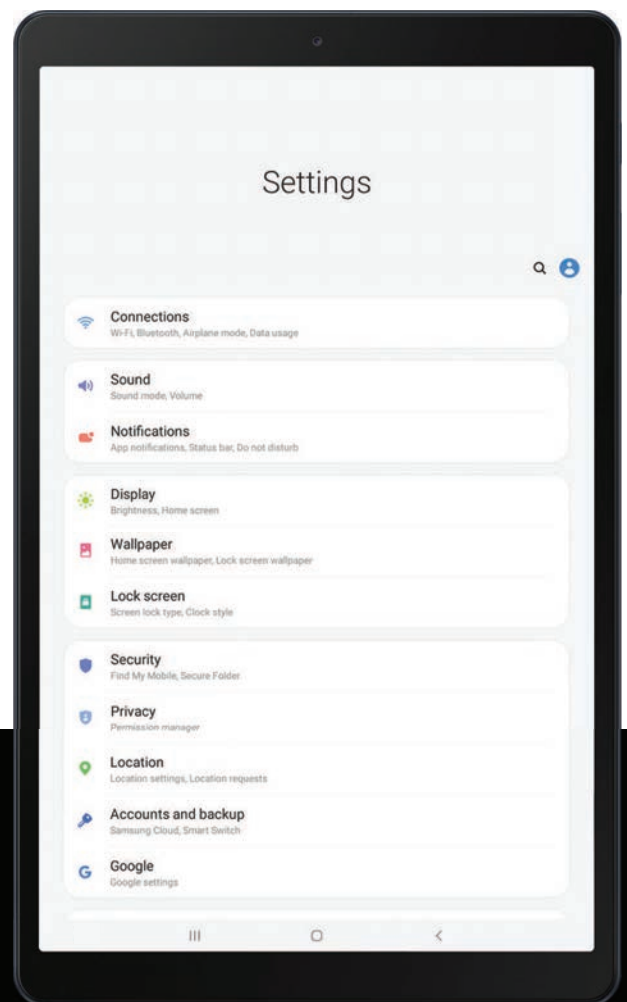 Settings
Connections
Wi-Fi, Bluetooth, Airplane mode, Data usage
Sound
Sound mode, Volume
Notifications
App notifications, Status bar, Do not disturb
Display
Brightness, Home screen
Wallpaper
Home screen wallpaper, Lock screen wallpaper
Lock screen
Screen lock type, Clock style
Security
Find My Mobile, Secure Folder
Privacy
Permission manager
Location
Location settings, Location requests
Accounts and backup
Samsung Cloud, Smart Switch
Google
Google settings